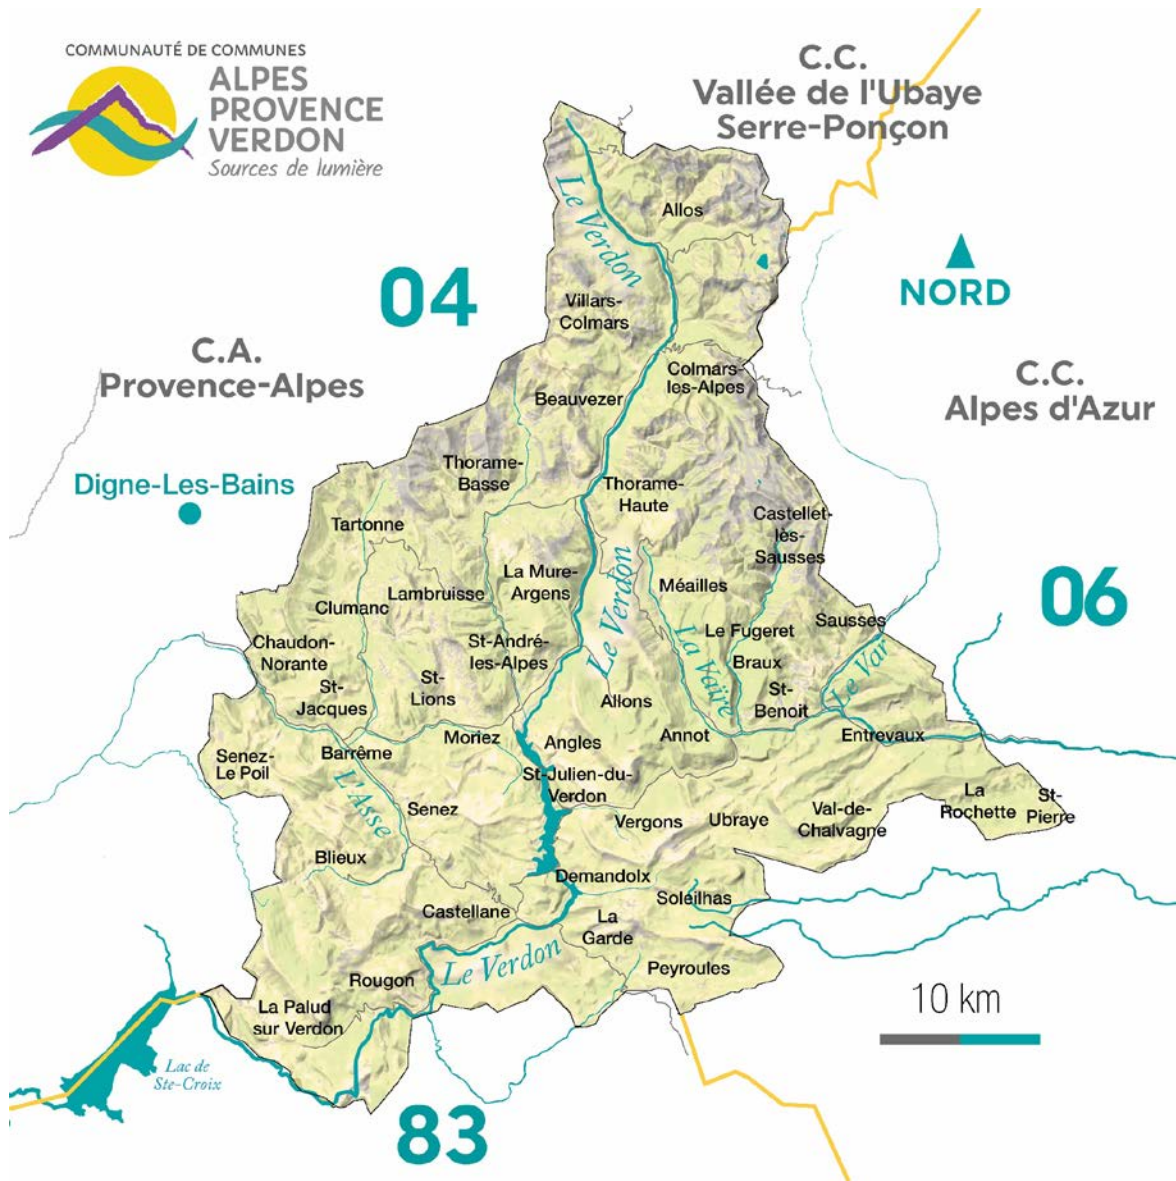 COMMUNAUTÉ DE COMMUNES
ALPES
PROVENCE
VERDON
Sources de lumière
C.C.
Vallée de l'Ubaye
Serre-Ponçon
Le Verdon
Allos
04
NORD
Villars-
Colmars
C.A.
Provence-Alpes
C.C.
Alpes d'Azur
Colmars-
les-Alpes
Beauvezer
Thorame-
Basse
Digne-Les-Bains
Thorame-
Haute
Tartonne
Castellet-
lès-
Sausses
La Mure-
Argens
Le Verdon
Méailles
Lambruisse
Clumanc
06
Sausses
Le Fugeret
Chaudon-
Norante
St-André-
les-Alpes
La Vaïre
Braux
Le Var
St-
Jacques
St-
Lions
St-
Benoit
Allons
Moriez
Angles
Annot
Entrevaux
Senez-
Le Poil
Barrême
St-Julien-du-
Verdon
L'Asse
Senez
Vergons
Ubraye
Val-de-
Chalvagne
La
Rochette
St-
Pierre
Blieux
Demandolx
Soleilhas
Castellane
La
Garde
Le Verdon
Peyroules
Rougon
La Palud
sur Verdon
10 km
Lac de
Ste-Croix
83